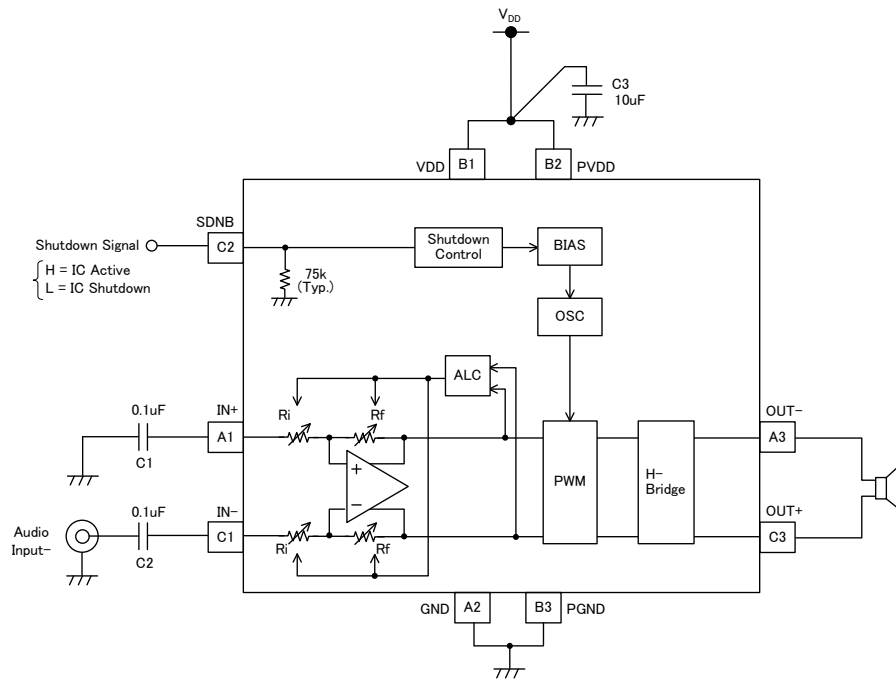 VDD
C3
10uF
VDD
B1
B2
PVDD
SDNB
Shutdown Signal
C2
H = IC Active
L = IC Shutdown
75k
(Typ.)
Shutdown
Control
BIAS
OSC
ALC
0.1uF
IN+
Ri
Rf
OUT-
A1
A3
C1
+
-
PWM
H-
Bridge
Audio
Input-
0.1uF
IN-
OUT+
C1
C3
C2
Ri
Rf
GND
A2
B3
PGND